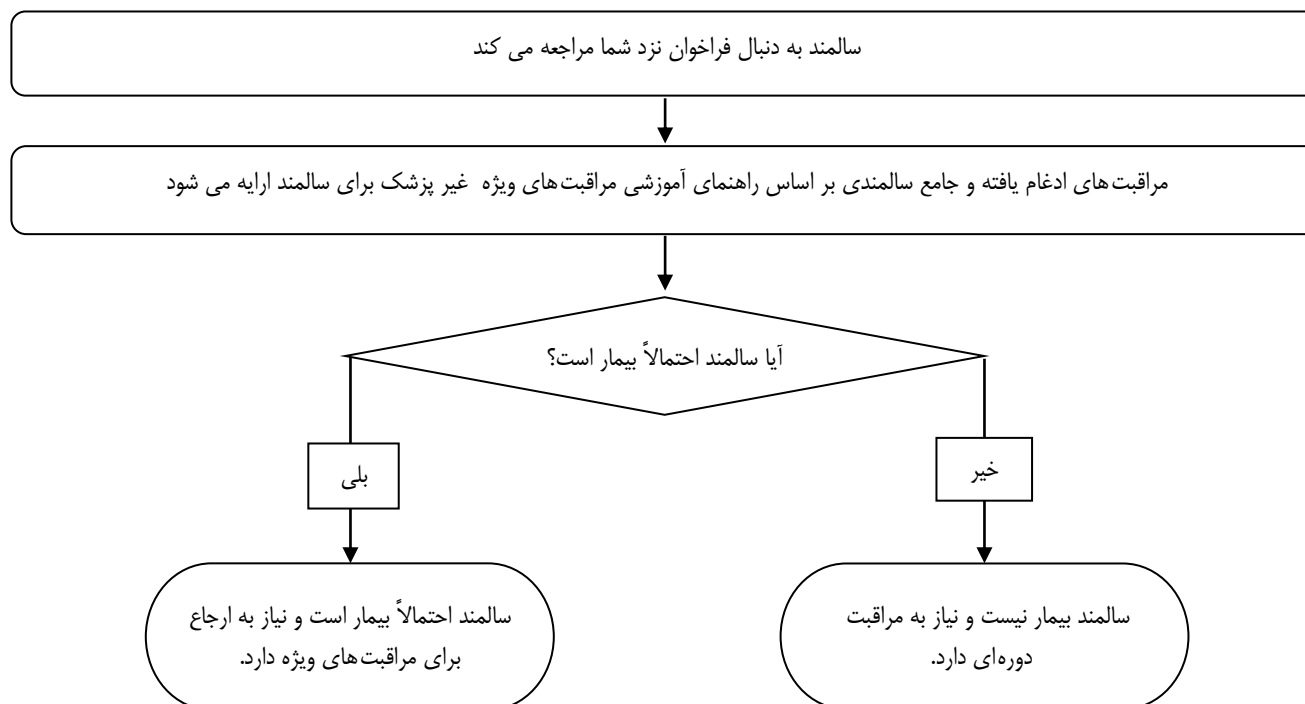 سالمند به دنبال فراخوان نزد شما مراجعه می کند
مراقبت‌های ادغام یافته و جامع سالمندی بر اساس راهنمای آموزشی مراقبت‌های ویژه غیر پزشک برای سالمند ارایه می شود
آیا سالمند احتمالاً بیمار است؟
خیر
بلی
سالمند بیمار نیست و نیاز به مراقبت
دوره‌ای دارد.
سالمند احتمالاً بیمار است و نیاز به ارجاع
برای مراقبت‌های ویژه دارد.